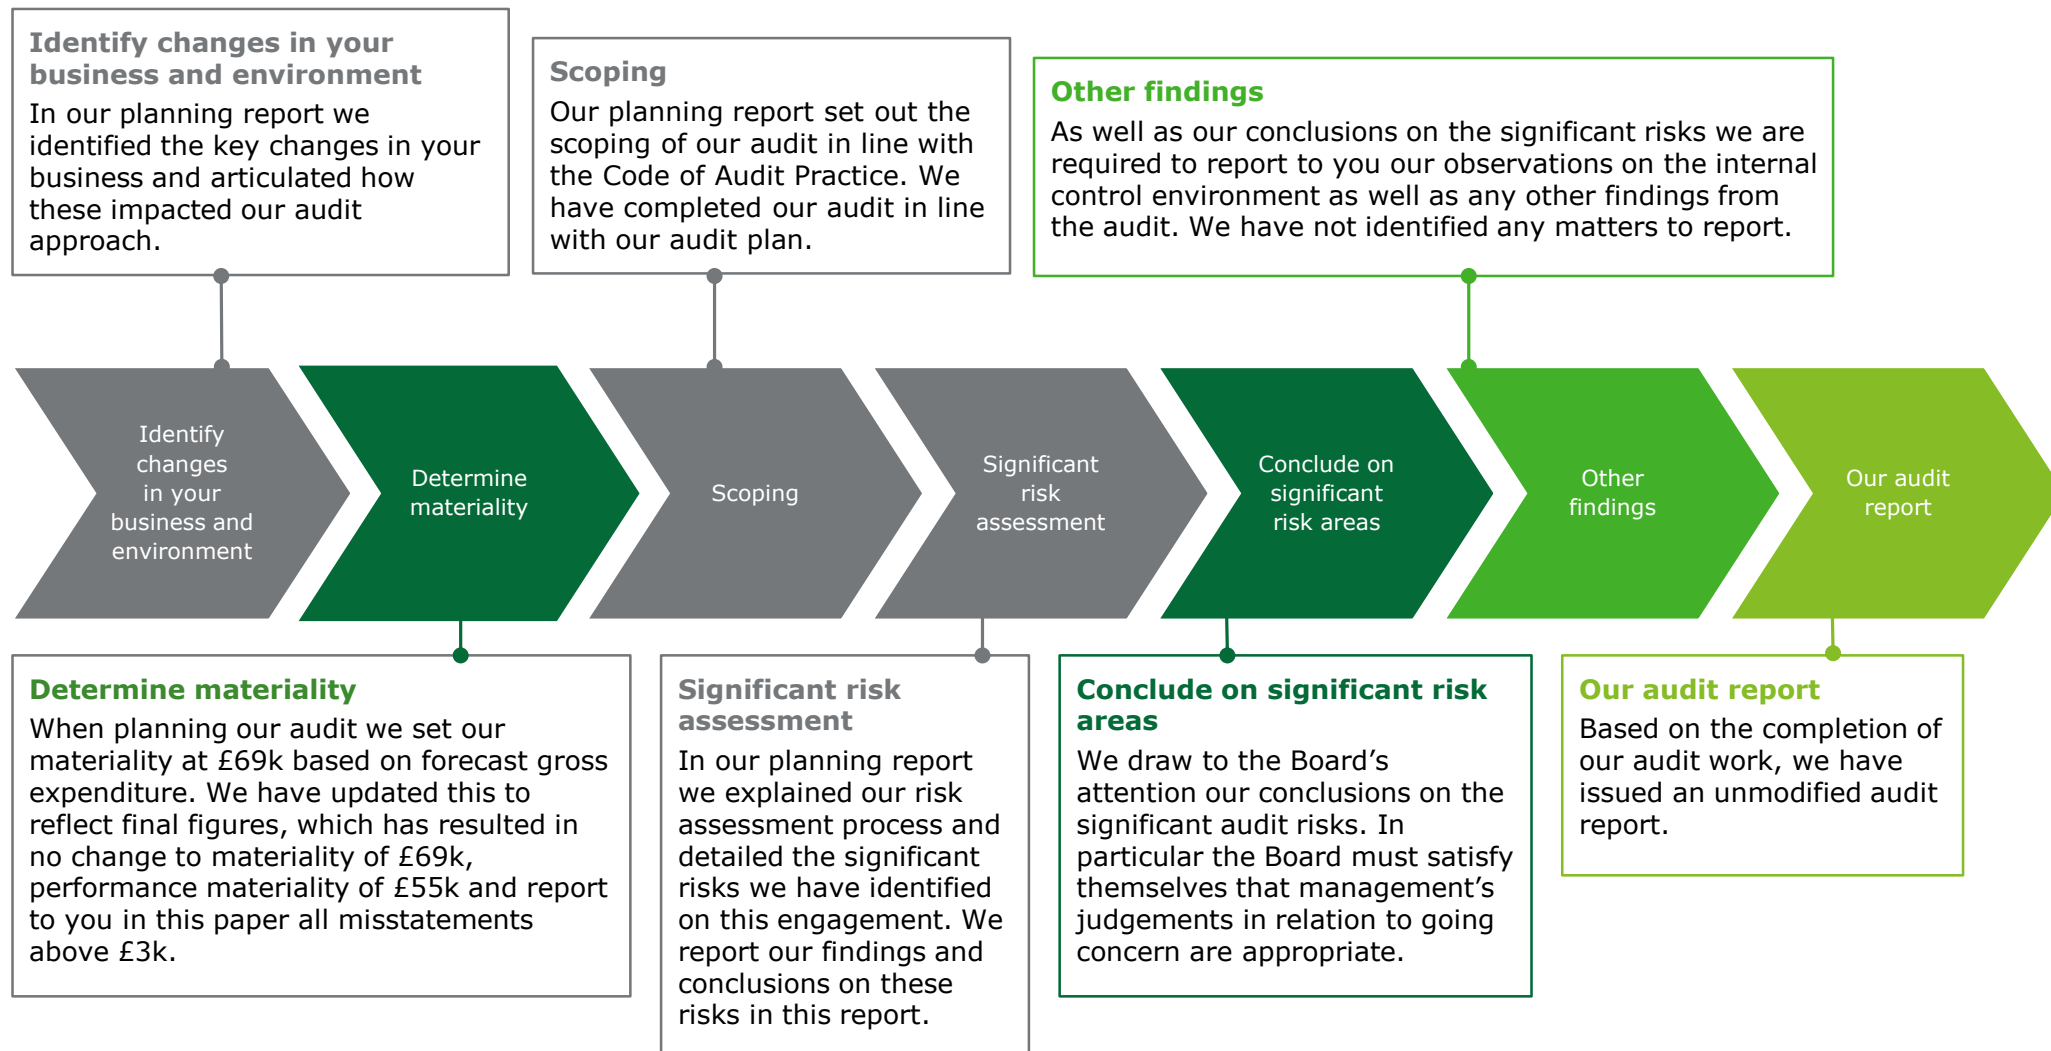 Identify changes in your
business and environment
In our planning report we
identified the key changes in your
business and articulated how
these impacted our audit
approach.
Scoping
Our planning report set out the
scoping of our audit in line with
the Code of Audit Practice. We
have completed our audit in line
with our audit plan.
Other findings
As well as our conclusions on the significant risks we are
required to report to you our observations on the internal
control environment as well as any other findings from
the audit. We have not identified any matters to report.
Identify
changes
in your
business and
environment
Determine
materiality
Scoping
Significant
risk
assessment
Conclude on
significant
risk areas
Other
findings
Our audit
report
Determine materiality
When planning our audit we set our
materiality at £69k based on forecast gross
expenditure. We have updated this to
reflect final figures, which has resulted in
no change to materiality of £69k,
performance materiality of £55k and report
to you in this paper all misstatements
above £3k.
Significant risk
assessment
In our planning report
we explained our risk
assessment process and
detailed the significant
risks we have identified
on this engagement. We
report our findings and
conclusions on these
risks in this report.
Conclude on significant risk
areas
We draw to the Board’s
attention our conclusions on the
significant audit risks. In
particular the Board must satisfy
themselves that management’s
judgements in relation to going
concern are appropriate.
Our audit report
Based on the completion of
our audit work, we have
issued an unmodified audit
report.